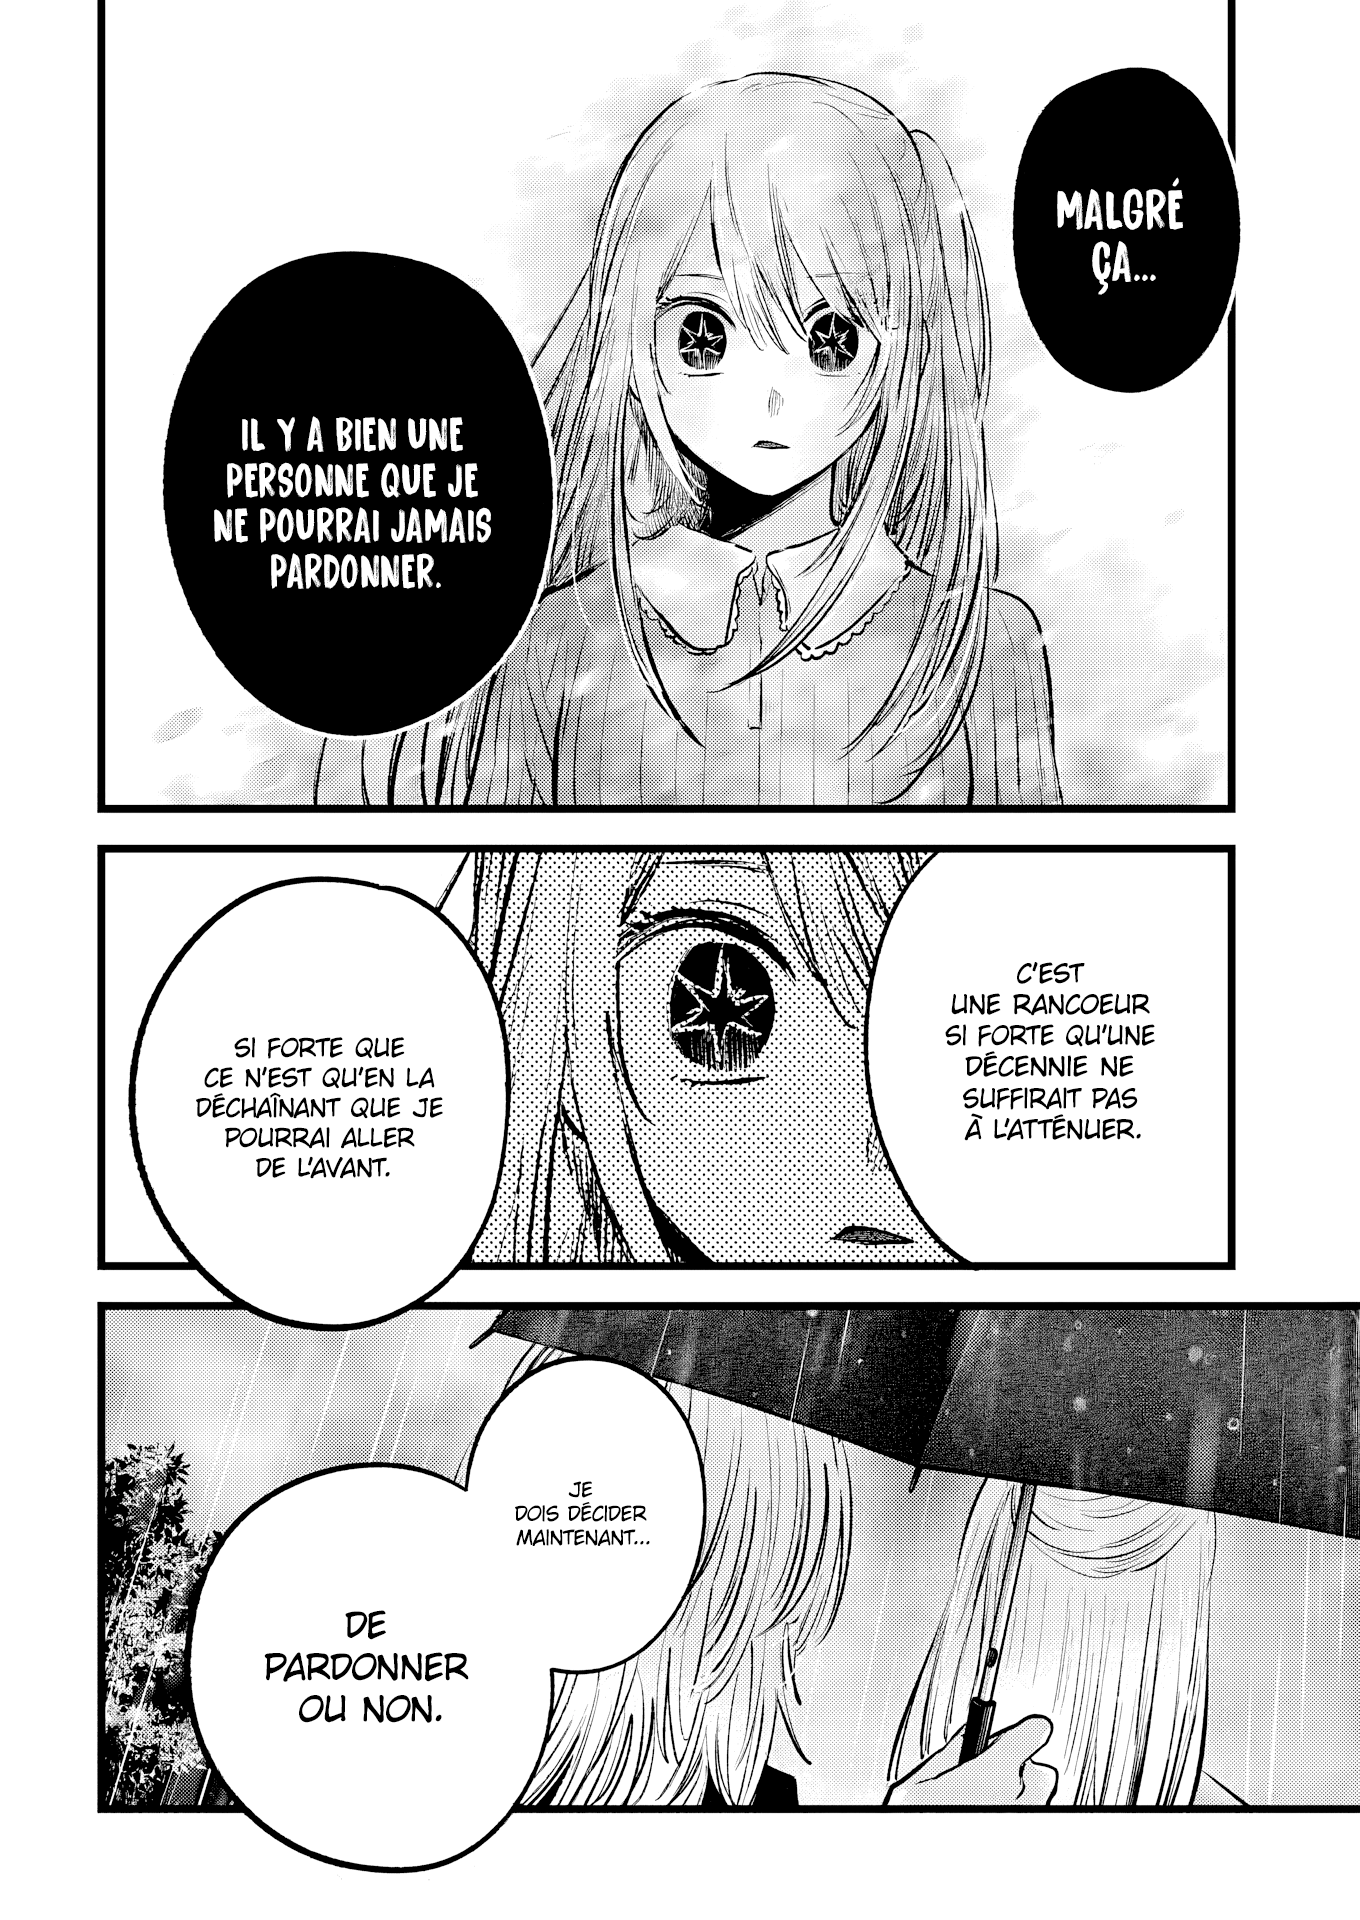 MALGRÉ
ÇA...
IL Y A BIEN UNE
PERSONNE QUE JE
NE POURRAI JAMAIS
PARDONNER.
C'EST
UNE RANCOEUR
SI FORTE QU'UNE
DÉCENNIE NE
SUFFIRAIT PAS
À L'ATTÉNUER.
SI FORTE QUE
CE N'EST QU'EN LA
DÉCHAÎNANT QUE JE
POURRAI ALLER
DE L'AVANT.
JE
DOIS DÉCIDER
MAINTENANT...
DE
PARDONNER
OU NON.